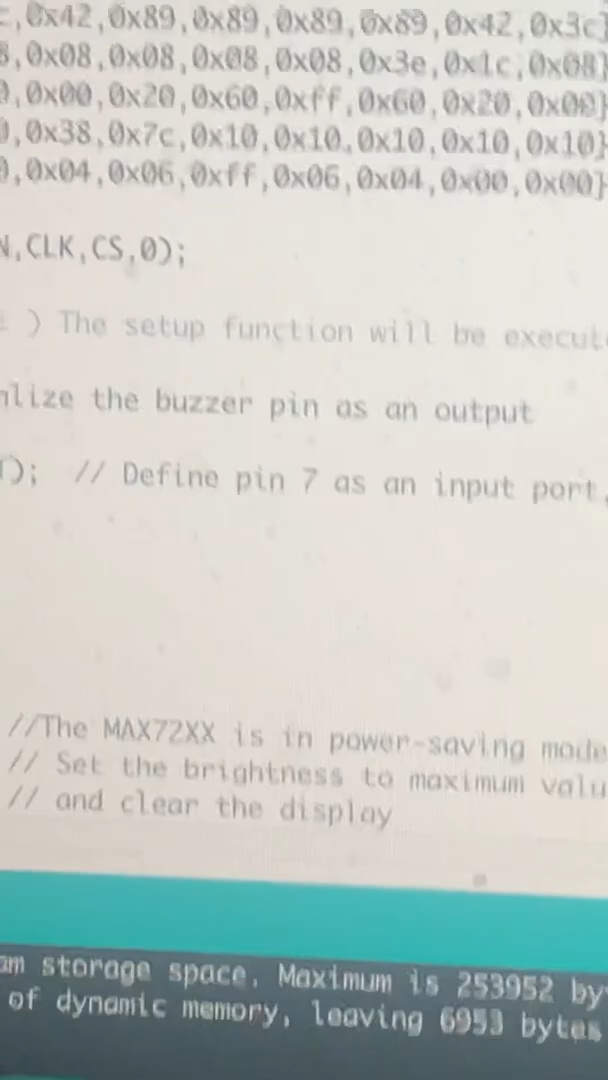 ,0x42,0x89,0x89,0x89,0x89,0x42,0x3c}
,0x08,0x08,0x08,0x08,0x3e,0x1c,0x08}
,0x00,0x20,0x60,0xff,0x60,0x20,0x00}
,0x38,0x7c,0x10,0x10,0x10,0x10,0x10}
,0x04,0x06,0xff,0x06,0x04,0x00,0x00}
,CLK,CS,0);
) The setup function will be execut
lize the buzzer pin as an output
); // Define pin 7 as an input port,
//The MAX72XX is in power-saving mode
// Set the brightness to maximum valu
// and clear the display
am storage space. Maximum is 253952 by
of dynamic memory, leaving 6953 bytes